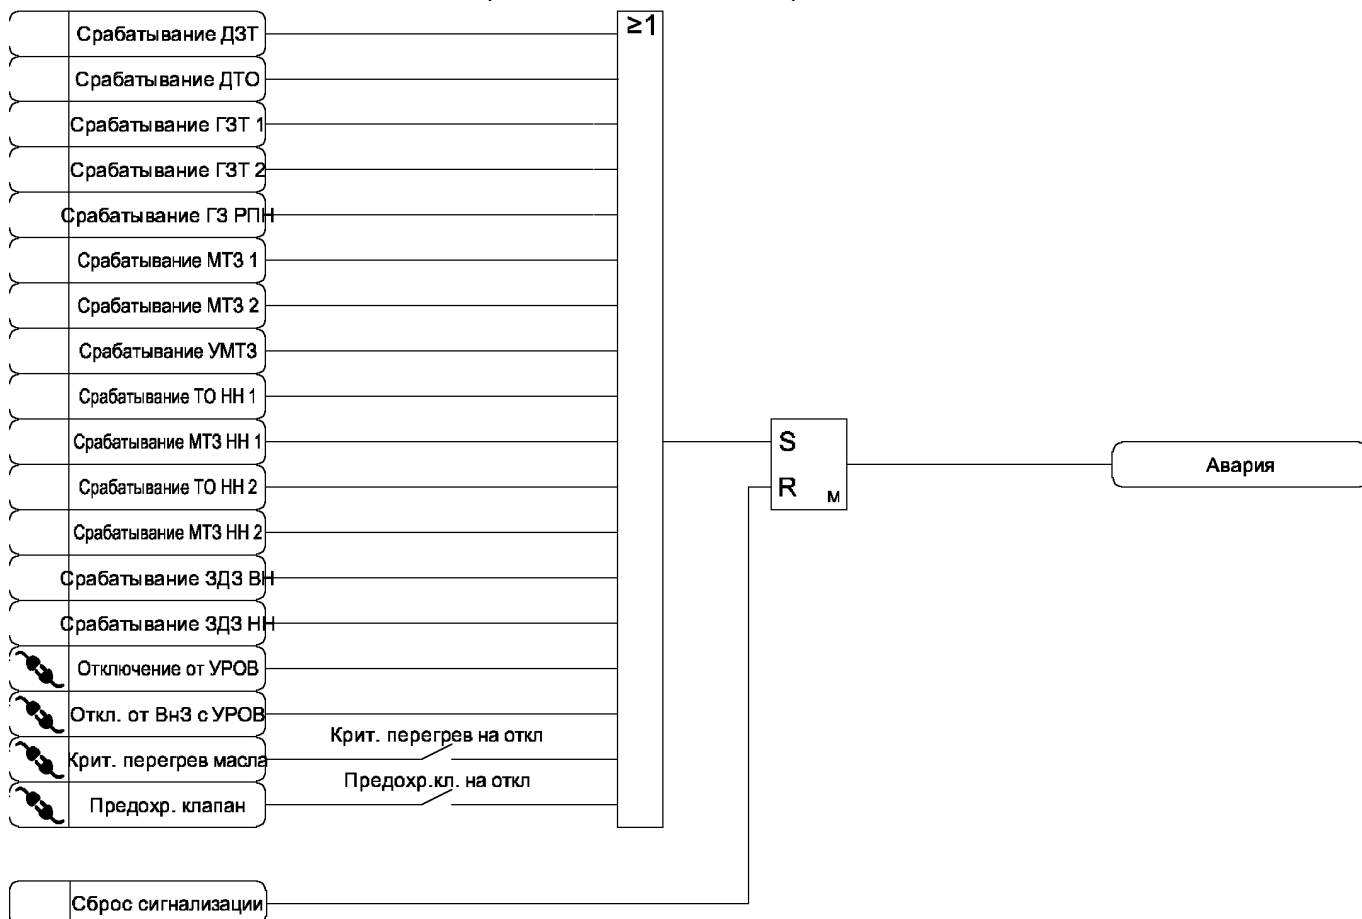 Срабатывание ДЗТ
≥1
Срабатывание ДТО
Срабатывание ГЗТ 1
Срабатывание ГЗТ 2
Срабатывание ГЗ РПН
Срабатывание МТЗ 1
Срабатывание МТЗ 2
Срабатывание УМТЗ
Срабатывание ТО НН 1
Срабатывание МТЗ НН 1
S
Авария
Срабатывание ТО НН 2
R
М
Срабатывание МТЗ НН 2
Срабатывание ЗДЗ ВН
Срабатывание ЗДЗ НН
Отключение от УРОВ
Откл. от ВнЗ с УРОВ
Крит. перегрев на откл
Крит. перегрев масла
Предохр.кл. на откл
Предохр. клапан
Сброс сигнализации